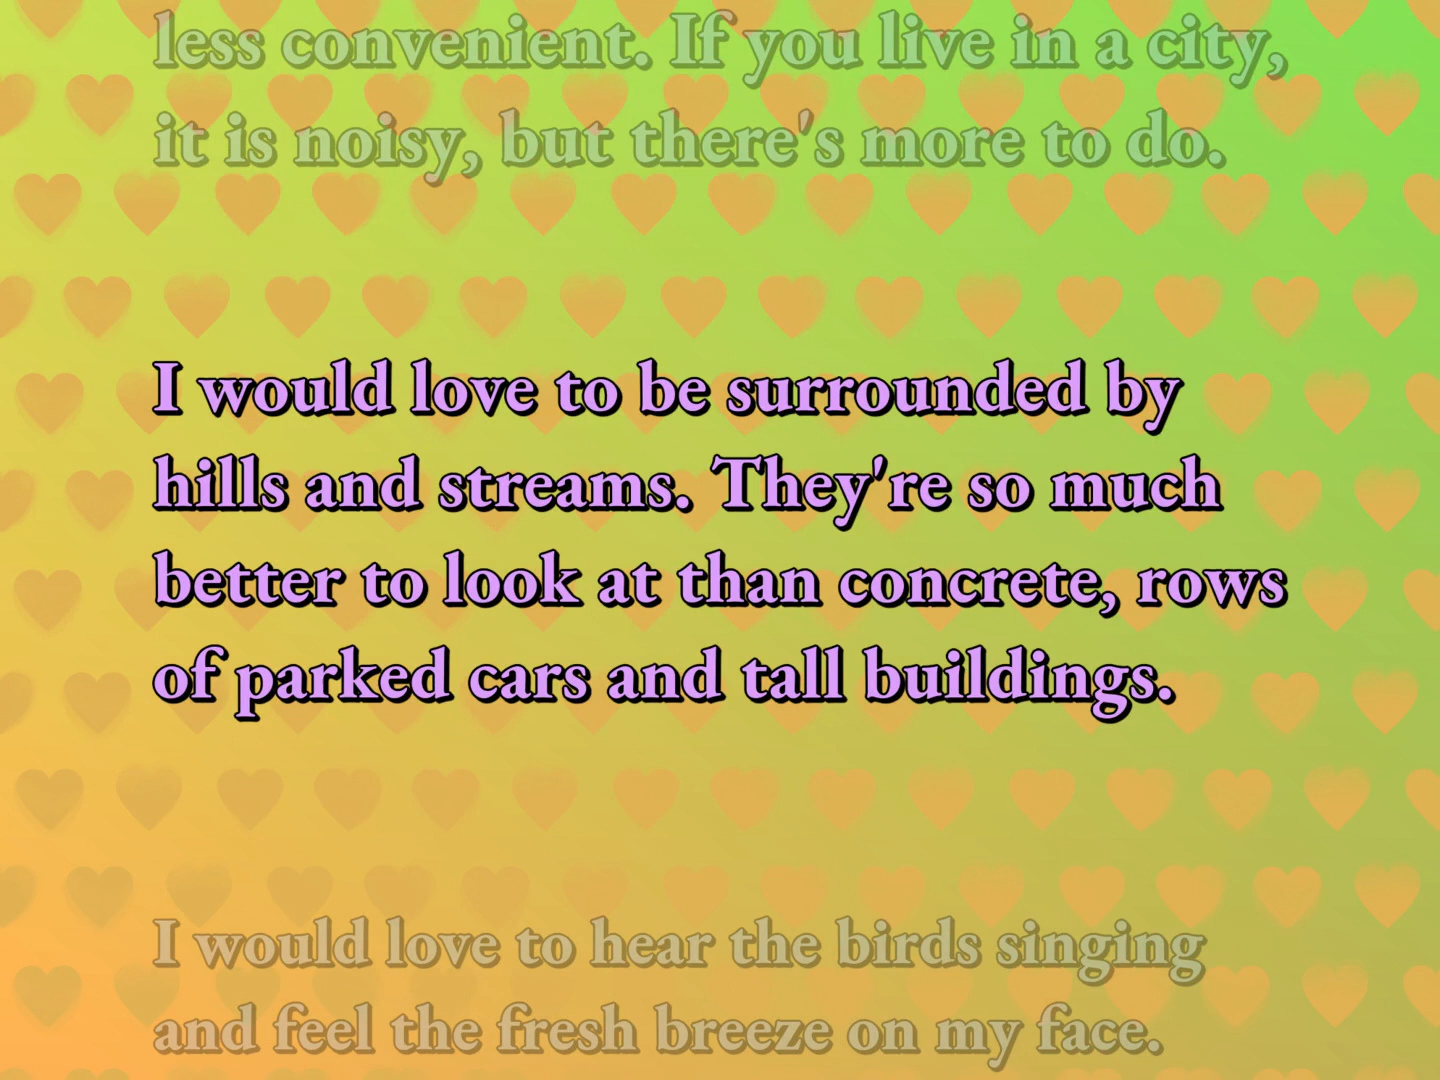 less convenient. If you live in a city,
it is noisy, but there's more to do.
I would love to be surrounded by
hills and streams. They're so much
better to look at than concrete, rows
of parked cars and tall buildings.
I would love to hear the birds singing
and feel the fresh breeze on my face.